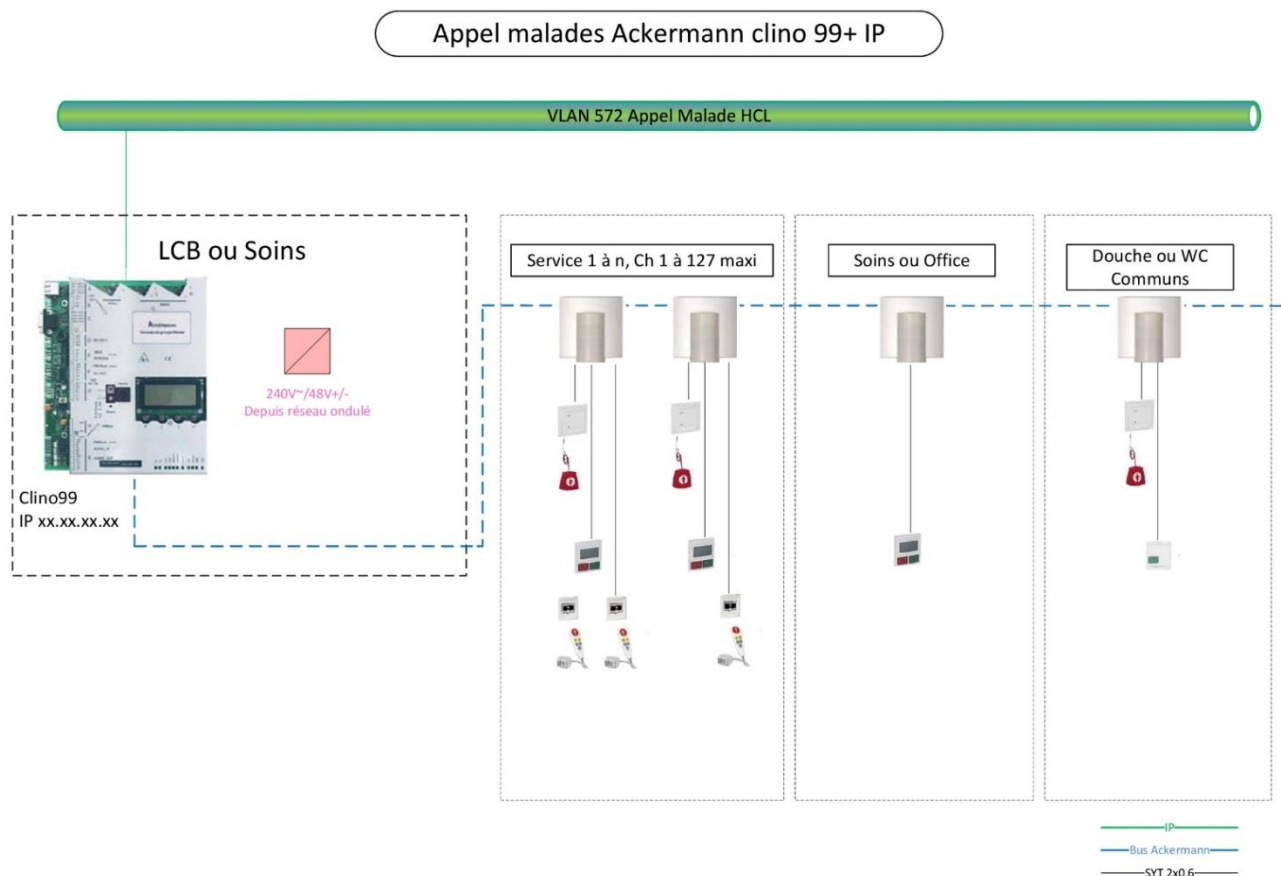 Appel malades Ackermann clino 99+ IP
VLAN 572 Appel Malade HCL
LCB ou Soins
Service 1 à n, Ch 1 à 127 maxi
Soins ou Office
Douche ou WC
Communs
240V~/48V+/-
Depuis réseau ondulé
Clino99
IP xx.xx.xx.xx
IP
Bus Ackermann
SYT 2x0.6